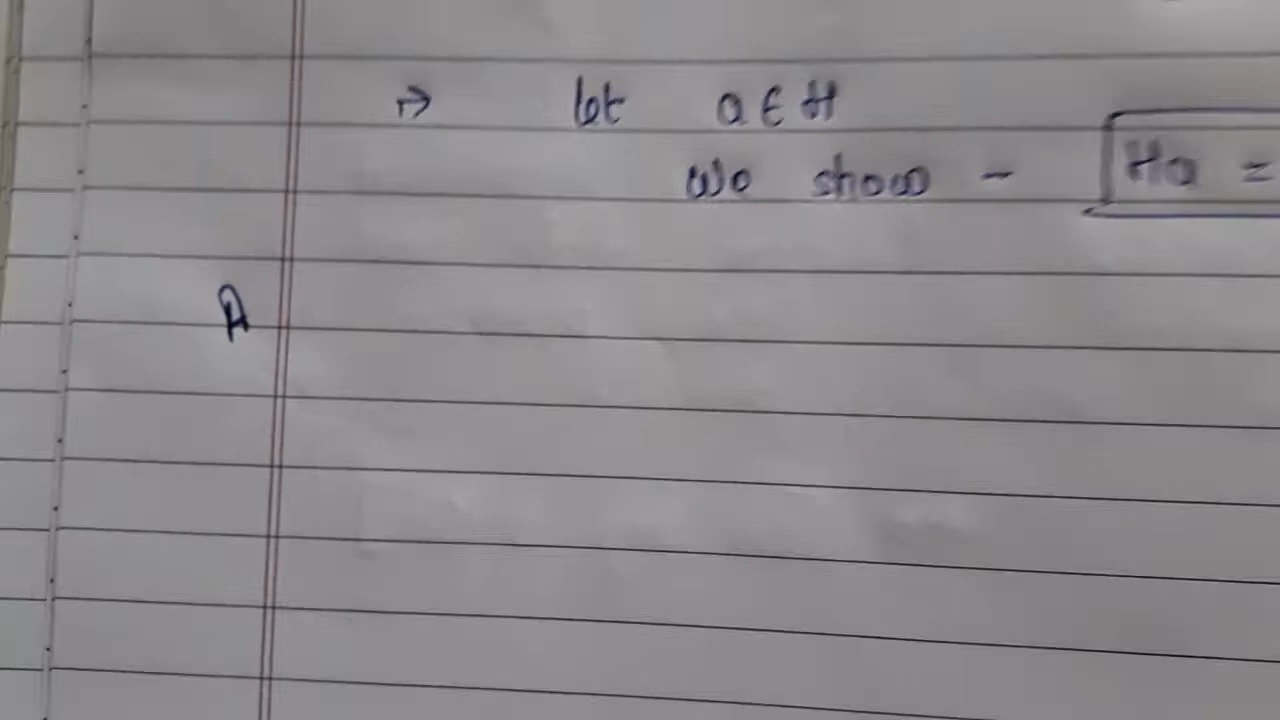 → let a ∈ H
We show - Ha =
A